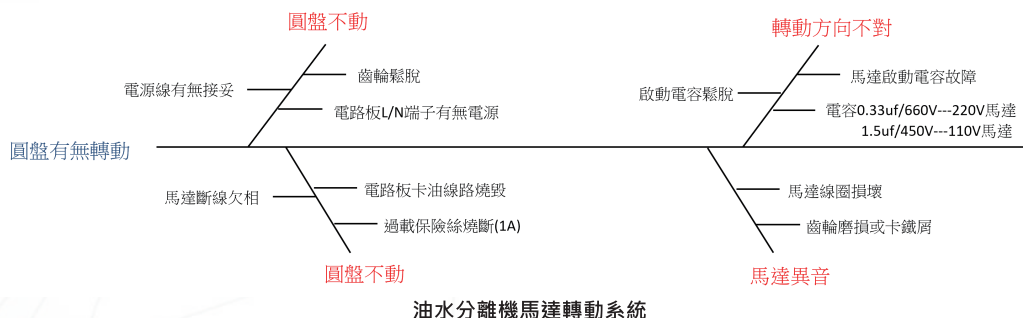 圓盤不動
轉動方向不對
齒輪鬆脫
馬達啟動電容故障
電源線有無接妥
啟動電容鬆脫
電路板L/N端子有無電源
電容0.33uf/660V---220V馬達
1.5uf/450V---110V馬達
圓盤有無轉動
電路板卡油線路燒毀
馬達線圈損壞
馬達斷線欠相
過載保險絲燒斷(1A)
齒輪磨損或卡鐵屑
圓盤不動
馬達異音
油水分離機馬達轉動系統